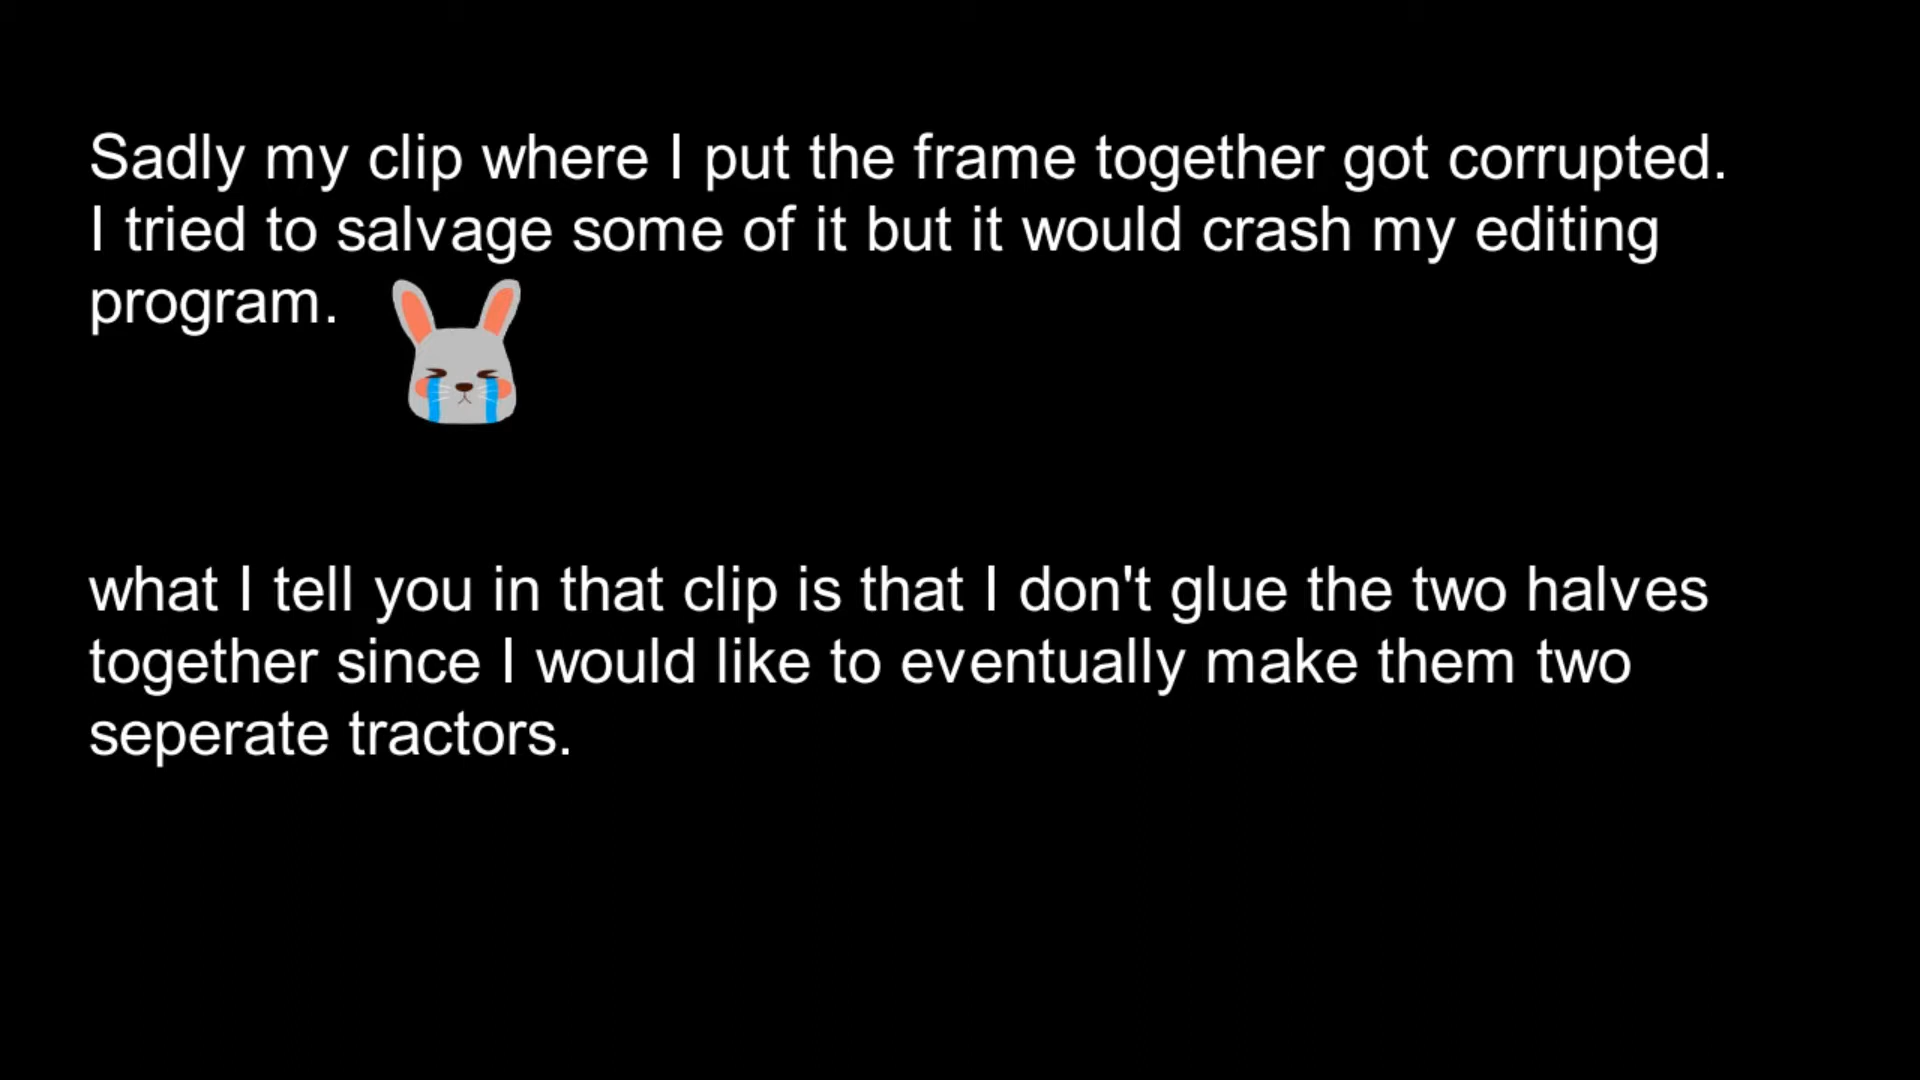 Sadly my clip where I put the frame together got corrupted.
I tried to salvage some of it but it would crash my editing
program.
what I tell you in that clip is that I don't glue the two halves
together since I would like to eventually make them two
seperate tractors.